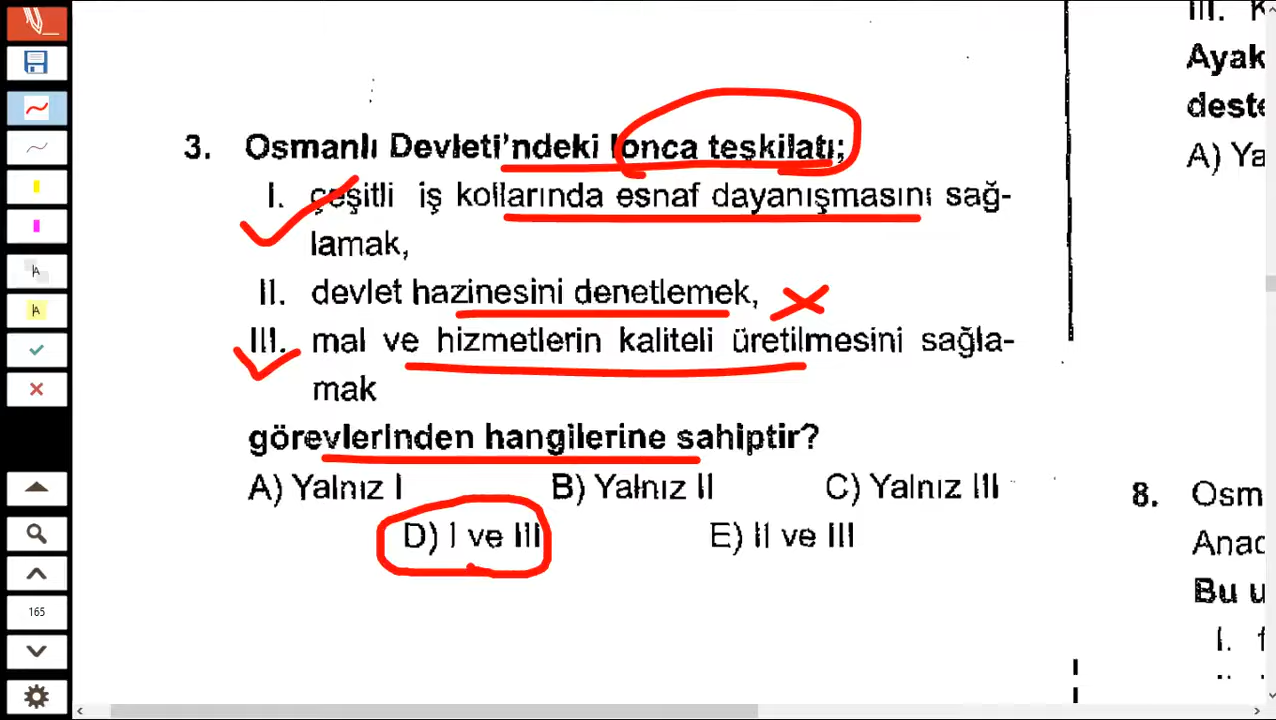 3. Osmanlı Devleti'ndeki lonca teşkilatı;
I. çeşitli iş kollarında esnaf dayanışmasını sağ-
lamak,
II. devlet hazinesini denetlemek,
III. mal ve hizmetlerin kaliteli üretilmesini sağla-
mak
görevlerinden hangilerine sahiptir?
A) Yalnız I B) Yalnız II C) Yalnız III
D) I ve III E) II ve III
165
III.
Ayak
A) Ya
8. Osm
Anad
Bu u
I.